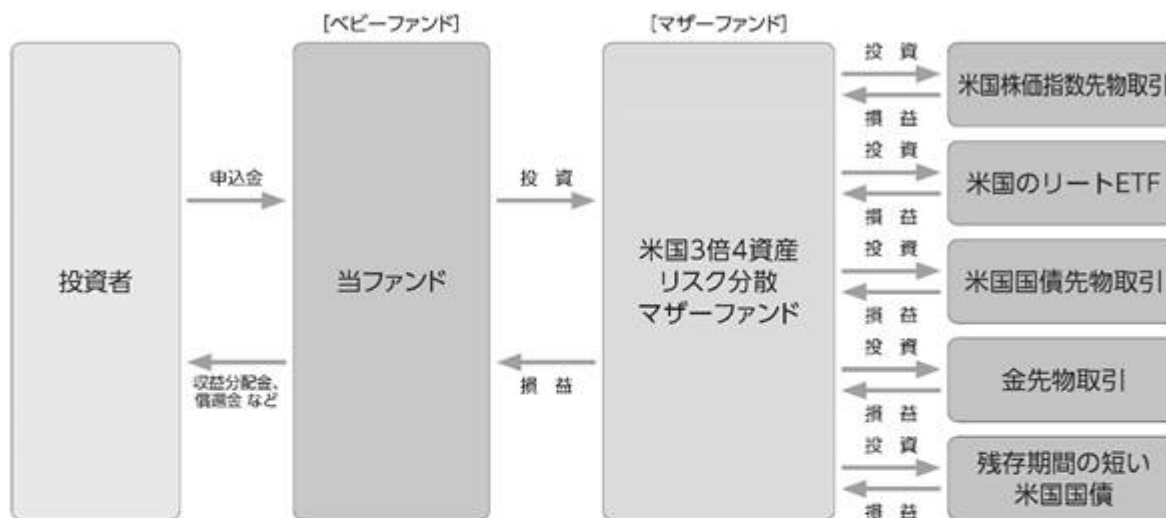 [ベビーファンド]
[マザーファンド]
投資者
申込金
収益分配金、
償還金 など
当ファンド
投 資
損 益
米国3倍4資産
リスク分散
マザーファンド
投 資
損 益
米国株価指数先物取引
投 資
損 益
米国のリートETF
投 資
損 益
米国国債先物取引
投 資
損 益
金先物取引
投 資
損 益
残存期間の短い
米国国債